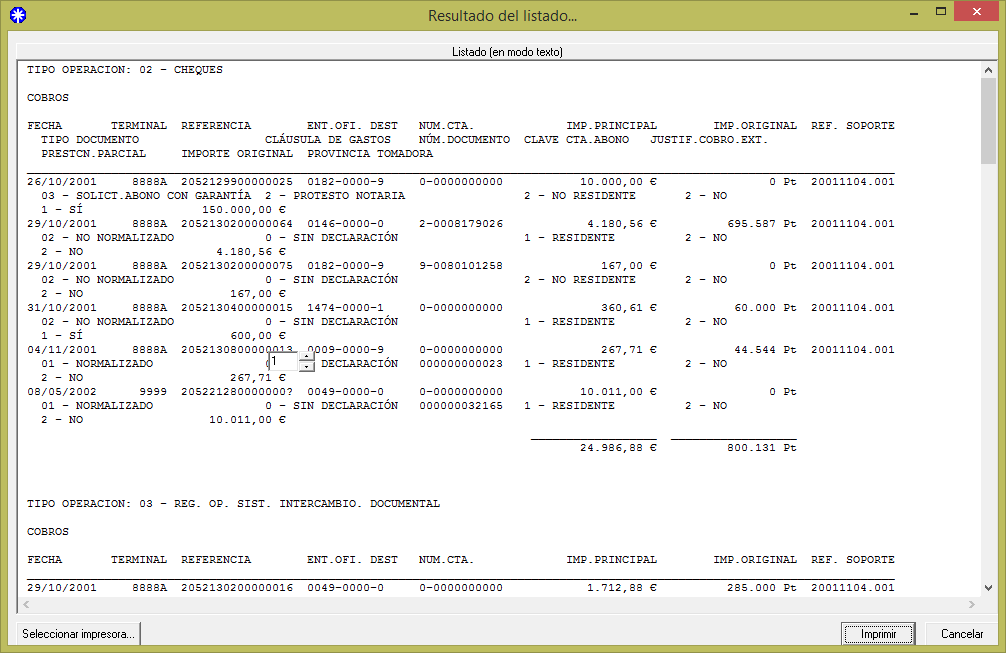 Resultado del listado...
Listado (en modo texto)
TIPO OPERACION: 02 - CHEQUES
COBROS
FECHA TERMINAL REFERENCIA ENT.OFI. DEST NUM.CTA. IMP.PRINCIPAL IMP.ORIGINAL REF. SOPORTE
TIPO DOCUMENTO CLÁUSULA DE GASTOS NÚM.DOCUMENTO CLAVE CTA.ABONO JUSTIF.COBRO.EXT.
PRESTCN.PARCIAL IMPORTE ORIGINAL PROVINCIA TOMADORA
26/10/2001 8888A 2052129900000025 0182-0000-9 0-0000000000 10.000,00 € 0 Pt 20011104.001
03 - SOLICT.ABONO CON GARANTÍA 2 - PROTESTO NOTARIA 2 - NO RESIDENTE 2 - NO
1 - SÍ 150.000,00 €
29/10/2001 8888A 2052130200000064 0146-0000-0 2-0008179026 4.180,56 € 695.587 Pt 20011104.001
02 - NO NORMALIZADO 0 - SIN DECLARACIÓN 1 - RESIDENTE 2 - NO
2 - NO 4.180,56 €
29/10/2001 8888A 2052130200000075 0182-0000-9 9-0080101258 167,00 € 0 Pt 20011104.001
02 - NO NORMALIZADO 0 - SIN DECLARACIÓN 2 - NO RESIDENTE 2 - NO
2 - NO 167,00 €
31/10/2001 8888A 2052130400000015 1474-0000-1 0-0000000000 360,61 € 60.000 Pt 20011104.001
02 - NO NORMALIZADO 0 - SIN DECLARACIÓN 1 - RESIDENTE 2 - NO
1 - SÍ 600,00 €
04/11/2001 8888A 2052130800000013 0009-0000-9 0-0000000000 267,71 € 44.544 Pt 20011104.001
01 - NORMALIZADO 1 DECLARACIÓN 000000000023 1 - RESIDENTE 2 - NO
2 - NO 267,71 €
08/05/2002 9999 205221280000000? 0049-0000-0 0-0000000000 10.011,00 € 0 Pt
01 - NORMALIZADO 0 - SIN DECLARACIÓN 000000032165 1 - RESIDENTE 2 - NO
2 - NO 10.011,00 €
24.986,88 € 800.131 Pt
TIPO OPERACION: 03 - REG. OP. SIST. INTERCAMBIO. DOCUMENTAL
COBROS
FECHA TERMINAL REFERENCIA ENT.OFI. DEST NUM.CTA. IMP.PRINCIPAL IMP.ORIGINAL REF. SOPORTE
29/10/2001 8888A 2052130200000016 0049-0000-0 0-0000000000 1.712,88 € 285.000 Pt 20011104.001
Seleccionar impresora... Imprimir Cancelar